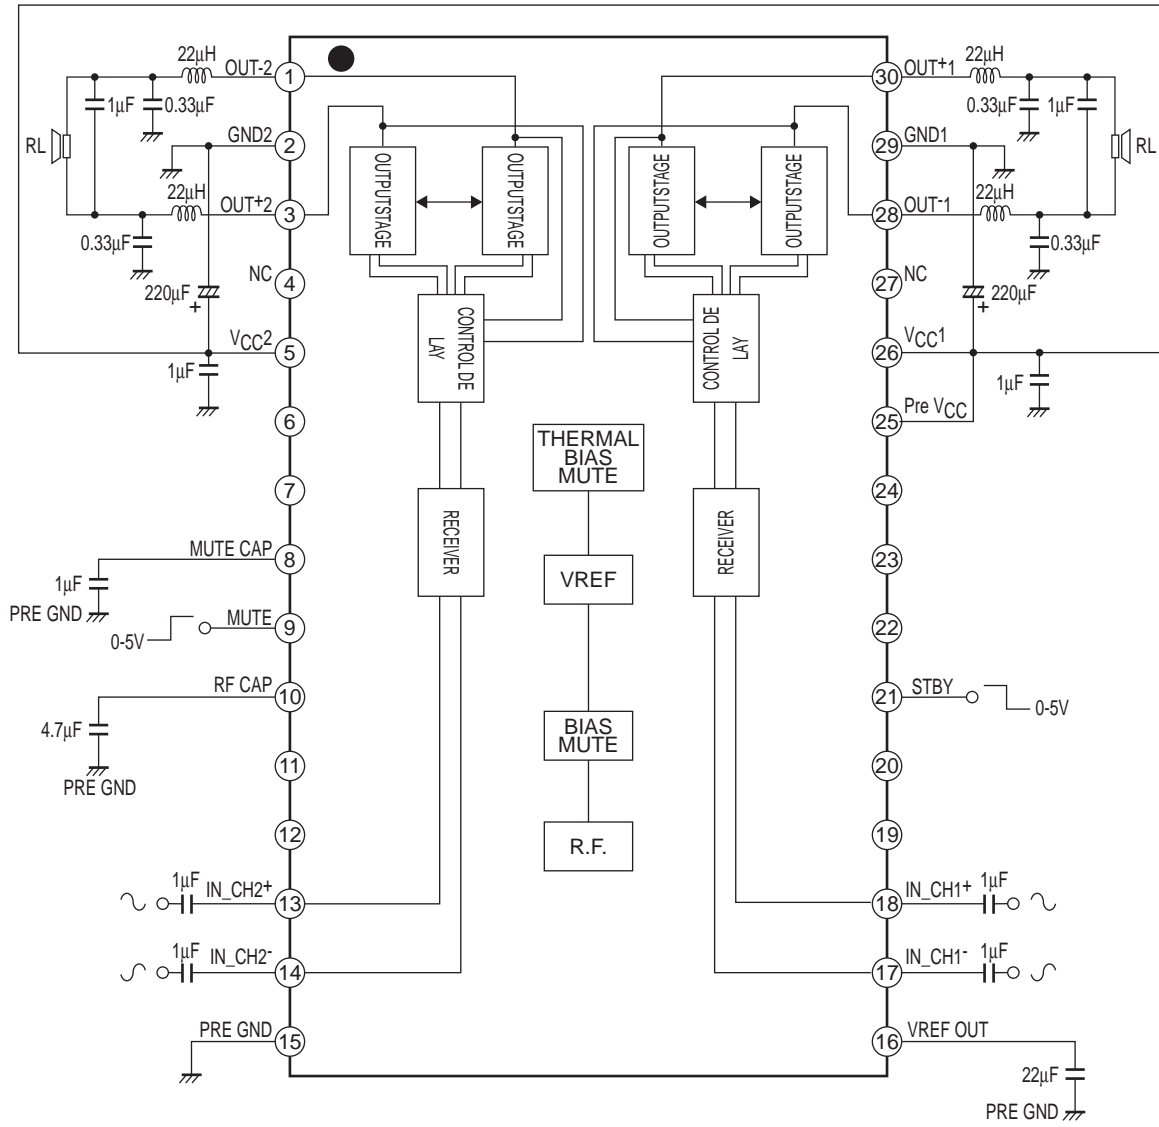 22µH
OUT-2
1
1µF
0.33µF
RL
GND2
2
22µH
OUT+2
3
0.33µF
NC
4
220µF
+
VCC2
5
1µF
6
7
MUTE CAP
8
1µF
PRE GND
MUTE
9
0-5V
RF CAP
10
4.7µF
PRE GND
11
12
1µF
IN_CH2+
13
1µF
IN_CH2-
14
PRE GND
15
OUTPUTSTAGE
OUTPUTSTAGE
CONTROL DE
LAY
RECEIVER
THERMAL
BIAS
MUTE
VREF
BIAS
MUTE
R.F.
OUTPUTSTAGE
OUTPUTSTAGE
CONTROL DE
LAY
RECEIVER
30
OUT+1
22µH
0.33µF
1µF
29
GND1
RL
28
OUT-1
22µH
0.33µF
27
NC
220µF
+
26
VCC1
1µF
25
Pre VCC
24
23
22
21
STBY
0-5V
20
19
18
IN_CH1+
1µF
17
IN_CH1-
1µF
16
VREF OUT
22µF
PRE GND